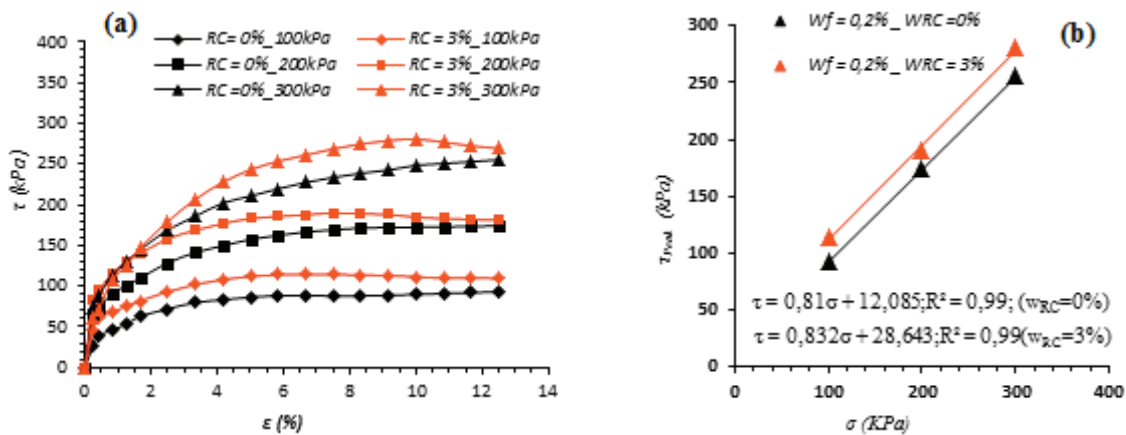 (a)
RC= 0%_100kPa
RC = 3%_100kPa
RC= 0%_200kPa
RC = 3%_200kPa
RC =0%_300kPa
RC = 3%_300kPa
τ (kPa)
400
350
300
250
200
150
100
50
0
0 2 4 6 8 10 12 14
ε (%)
(b)
Wf = 0,2% _WRC=0%
Wf = 0,2% _ WRC = 3%
τPeak (kPa)
300
250
200
150
100
50
0
τ = 0,81σ + 12,085;R² = 0,99; (wRC=0%)
τ = 0,832σ + 28,643;R² = 0,99(wRC=3%)
0 100 200 300 400
σ (KPa)